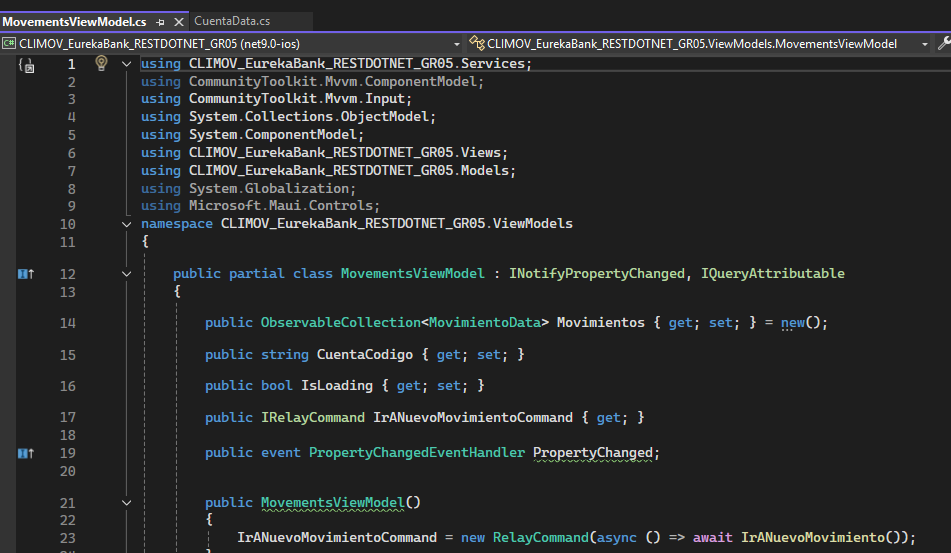 MovementsViewModel.cs CuentaData.cs
C# CLIMOV_EurekaBank_RESTDOTNET_GR05 (net9.0-ios) CLIMOV_EurekaBank_RESTDOTNET_GR05.ViewModels.MovementsViewModel
1 using CLIMOV_EurekaBank_RESTDOTNET_GR05.Services;
2 using CommunityToolkit.Mvvm.ComponentModel;
3 using CommunityToolkit.Mvvm.Input;
4 using System.Collections.ObjectModel;
5 using System.ComponentModel;
6 using CLIMOV_EurekaBank_RESTDOTNET_GR05.Views;
7 using CLIMOV_EurekaBank_RESTDOTNET_GR05.Models;
8 using System.Globalization;
9 using Microsoft.Maui.Controls;
10 namespace CLIMOV_EurekaBank_RESTDOTNET_GR05.ViewModels
11 {
12 public partial class MovementsViewModel : INotifyPropertyChanged, IQueryAttributable
13 {
14 public ObservableCollection<MovimientoData> Movimientos { get; set; } = new();
15 public string CuentaCodigo { get; set; }
16 public bool IsLoading { get; set; }
17 public IRelayCommand IrANuevoMovimientoCommand { get; }
18
19 public event PropertyChangedEventHandler PropertyChanged;
20
21 public MovementsViewModel()
22 {
23 IrANuevoMovimientoCommand = new RelayCommand(async () => await IrANuevoMovimiento());